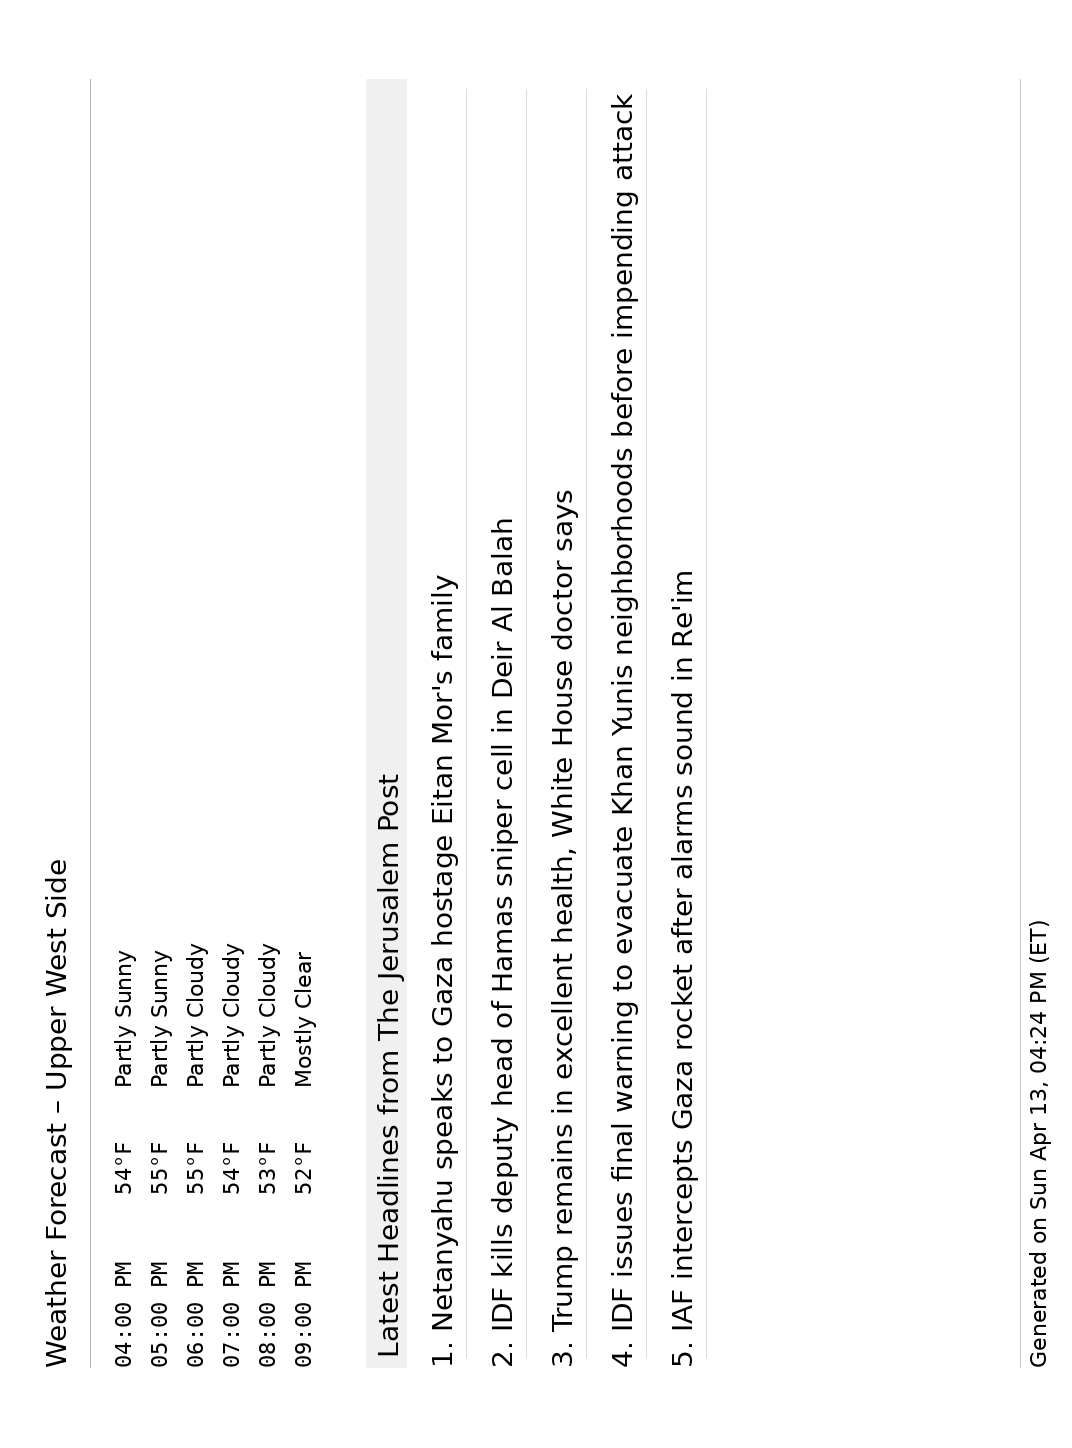 Weather Forecast – Upper West Side
04:00 PM 54°F Partly Sunny
05:00 PM 55°F Partly Sunny
06:00 PM 55°F Partly Cloudy
07:00 PM 54°F Partly Cloudy
08:00 PM 53°F Partly Cloudy
09:00 PM 52°F Mostly Clear
Latest Headlines from The Jerusalem Post
1. Netanyahu speaks to Gaza hostage Eitan Mor's family
2. IDF kills deputy head of Hamas sniper cell in Deir Al Balah
3. Trump remains in excellent health, White House doctor says
4. IDF issues final warning to evacuate Khan Yunis neighborhoods before impending attack
5. IAF intercepts Gaza rocket after alarms sound in Re'im
Generated on Sun Apr 13, 04:24 PM (ET)